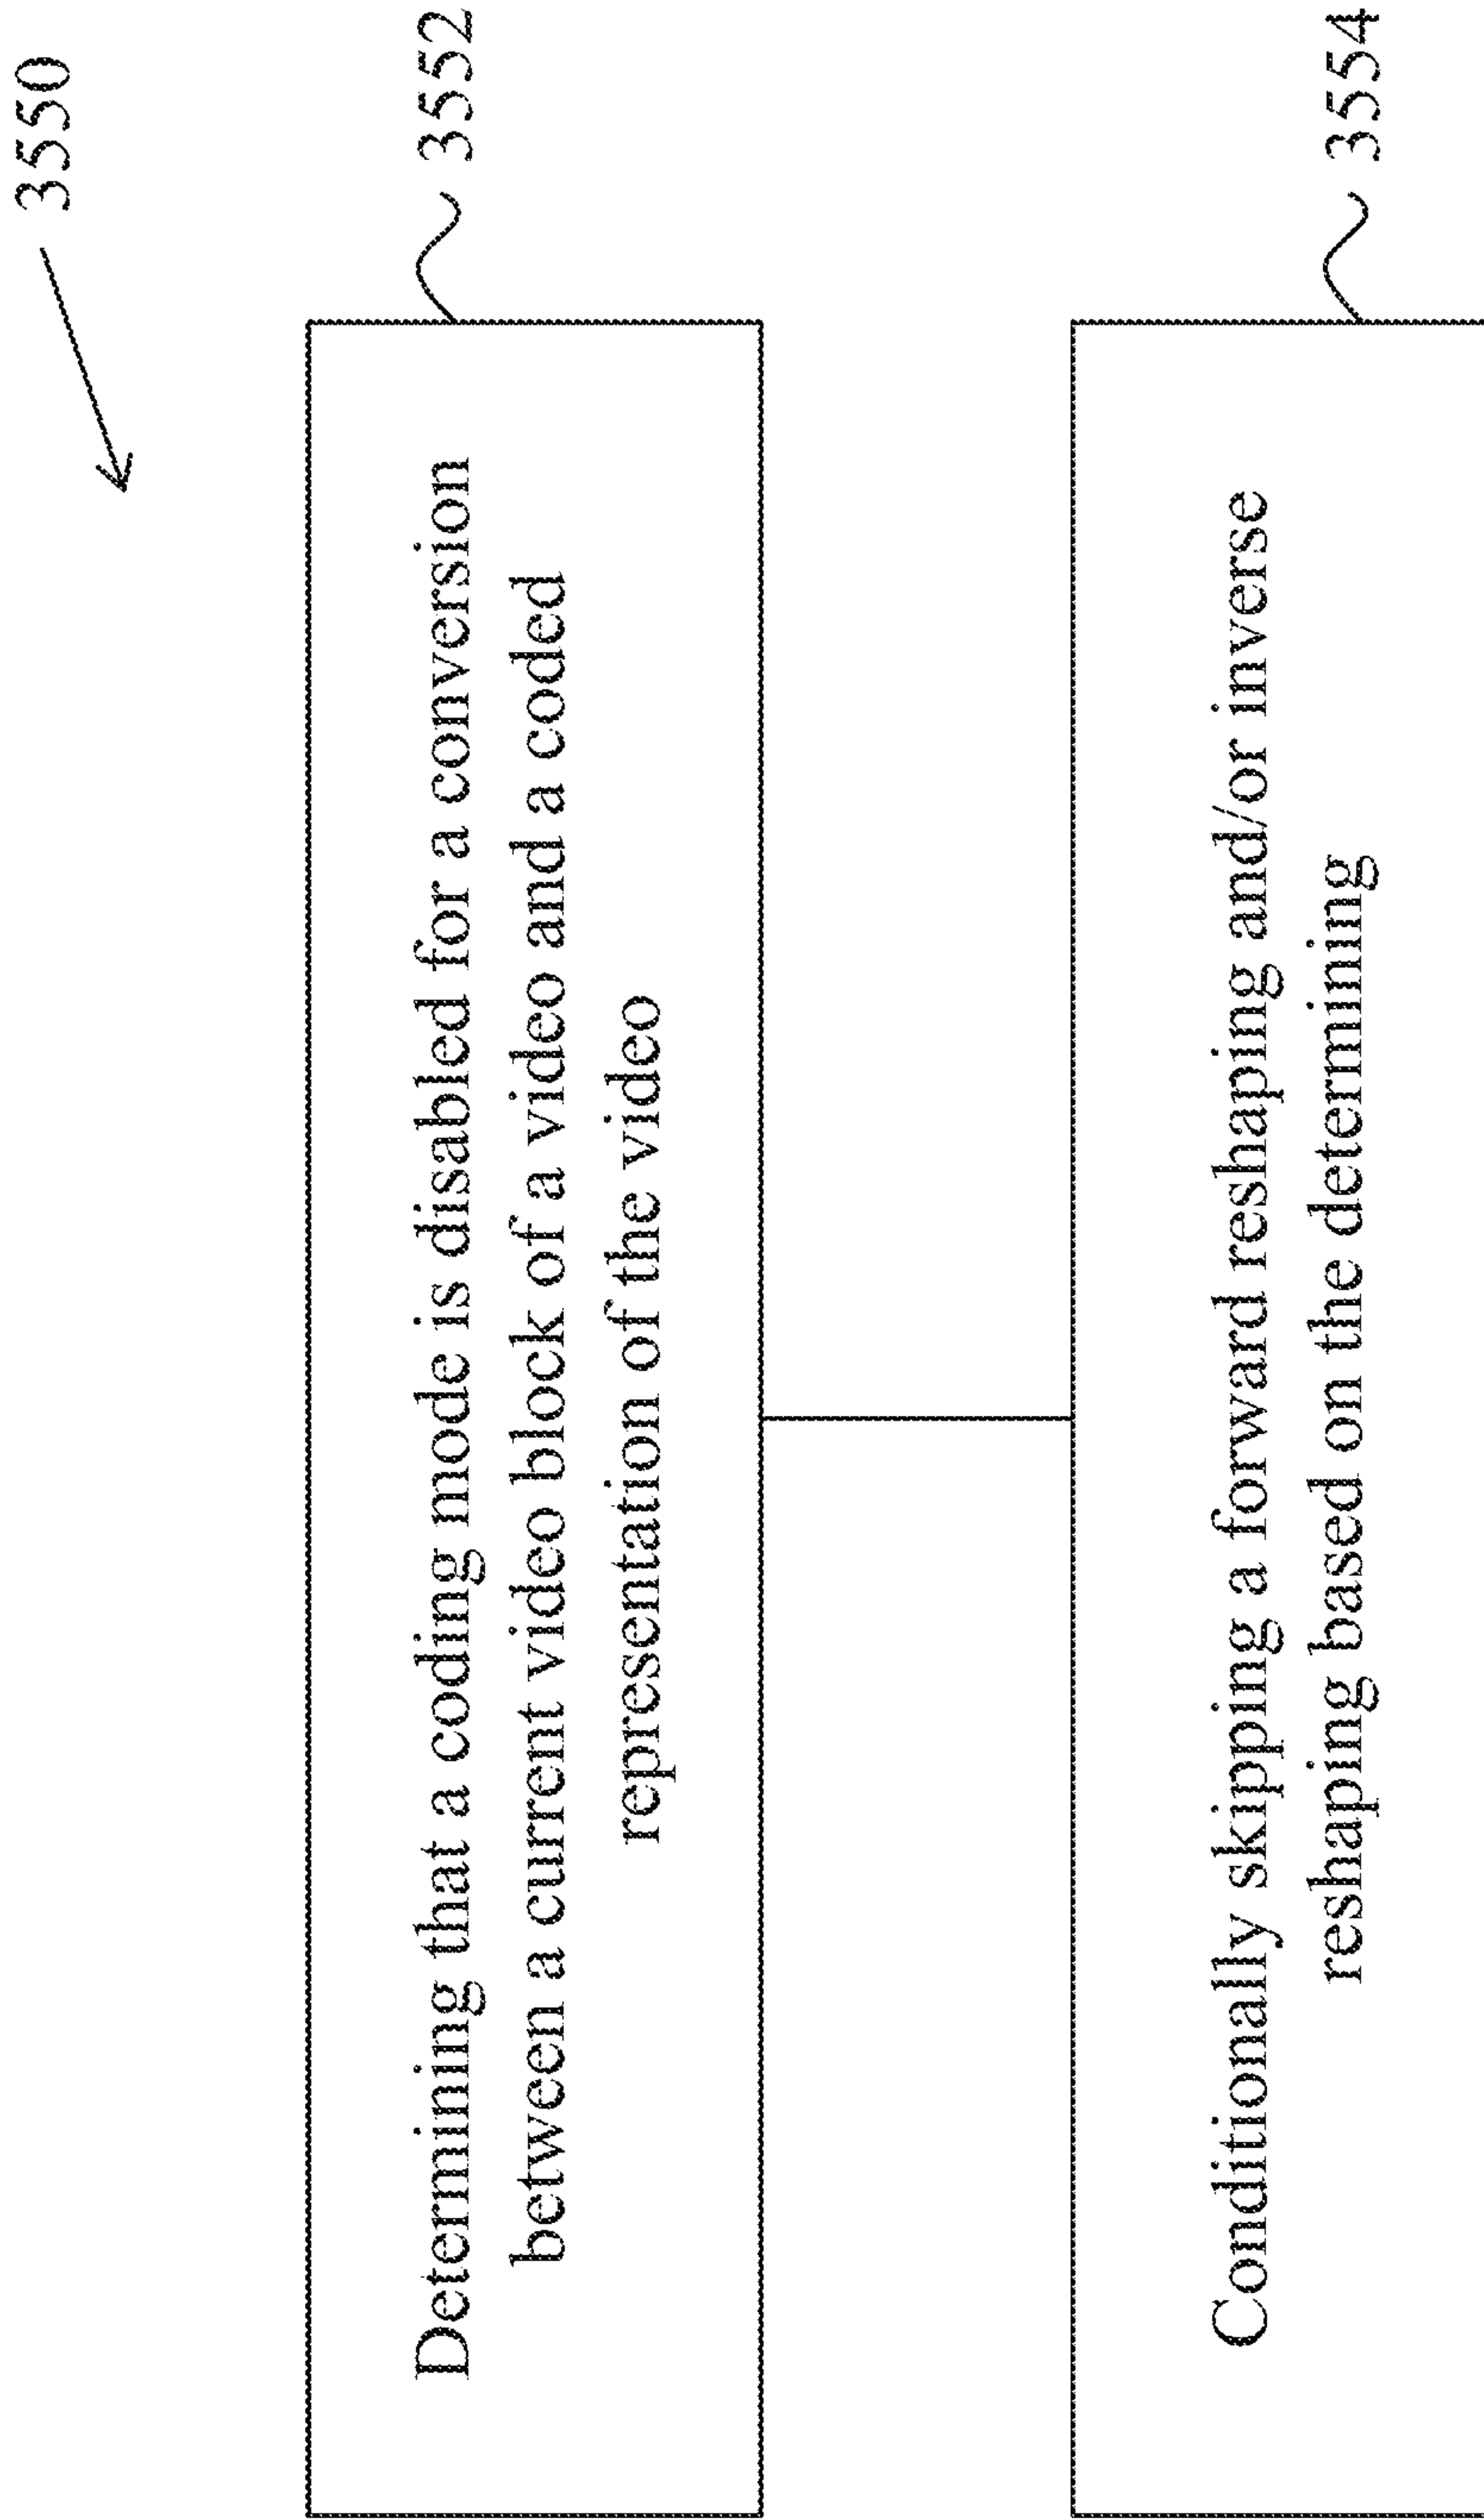 3550
Determining that a coding mode is disabled for a conversion
between a current video block of a video and a coded
representation of the video
3552
Conditionally skipping a forward reshaping and/or inverse
reshaping based on the determining
3554